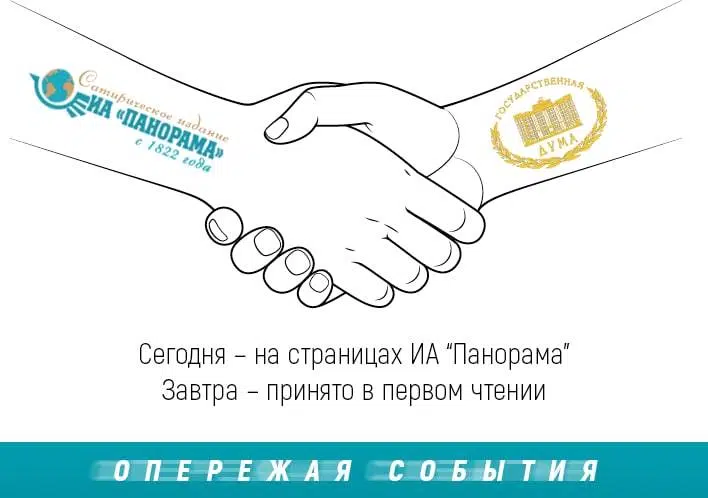 Сатирическое издание
ИА «ПАНОРАМА»
с 1822 года
ГОСУДАРСТВЕННАЯ
ДУМА
Сегодня – на страницах ИА “Панорама”
Завтра – принято в первом чтении
ОПЕРЕЖАЯ СОБЫТИЯ